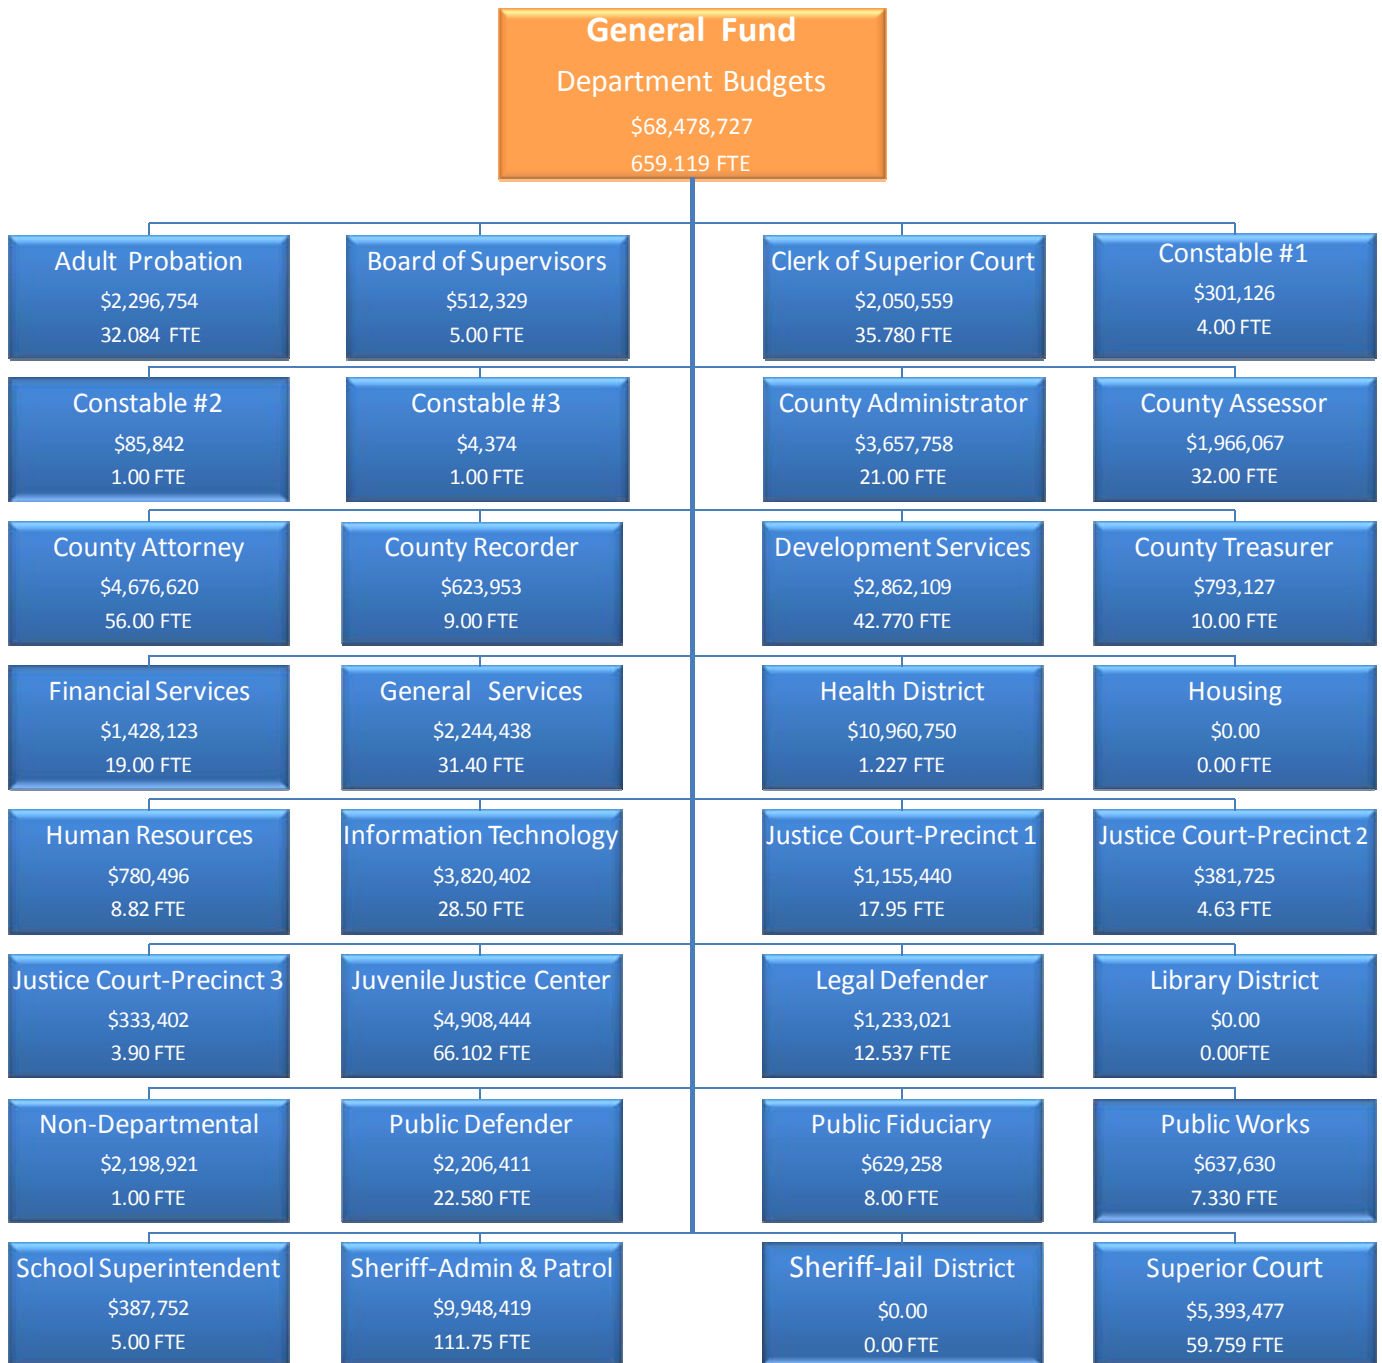 General Fund
Department Budgets
$68,478,727
659.119 FTE
Adult Probation
$2,296,754
32.084 FTE
Board of Supervisors
$512,329
5.00 FTE
Clerk of Superior Court
$2,050,559
35.780 FTE
Constable #1
$301,126
4.00 FTE
Constable #2
$85,842
1.00 FTE
Constable #3
$4,374
1.00 FTE
County Administrator
$3,657,758
21.00 FTE
County Assessor
$1,966,067
32.00 FTE
County Attorney
$4,676,620
56.00 FTE
County Recorder
$623,953
9.00 FTE
Development Services
$2,862,109
42.770 FTE
County Treasurer
$793,127
10.00 FTE
Financial Services
$1,428,123
19.00 FTE
General Services
$2,244,438
31.40 FTE
Health District
$10,960,750
1.227 FTE
Housing
$0.00
0.00 FTE
Human Resources
$780,496
8.82 FTE
Information Technology
$3,820,402
28.50 FTE
Justice Court-Precinct 1
$1,155,440
17.95 FTE
Justice Court-Precinct 2
$381,725
4.63 FTE
Justice Court-Precinct 3
$333,402
3.90 FTE
Juvenile Justice Center
$4,908,444
66.102 FTE
Legal Defender
$1,233,021
12.537 FTE
Library District
$0.00
0.00FTE
Non-Departmental
$2,198,921
1.00 FTE
Public Defender
$2,206,411
22.580 FTE
Public Fiduciary
$629,258
8.00 FTE
Public Works
$637,630
7.330 FTE
School Superintendent
$387,752
5.00 FTE
Sheriff-Admin & Patrol
$9,948,419
111.75 FTE
Sheriff-Jail District
$0.00
0.00 FTE
Superior Court
$5,393,477
59.759 FTE